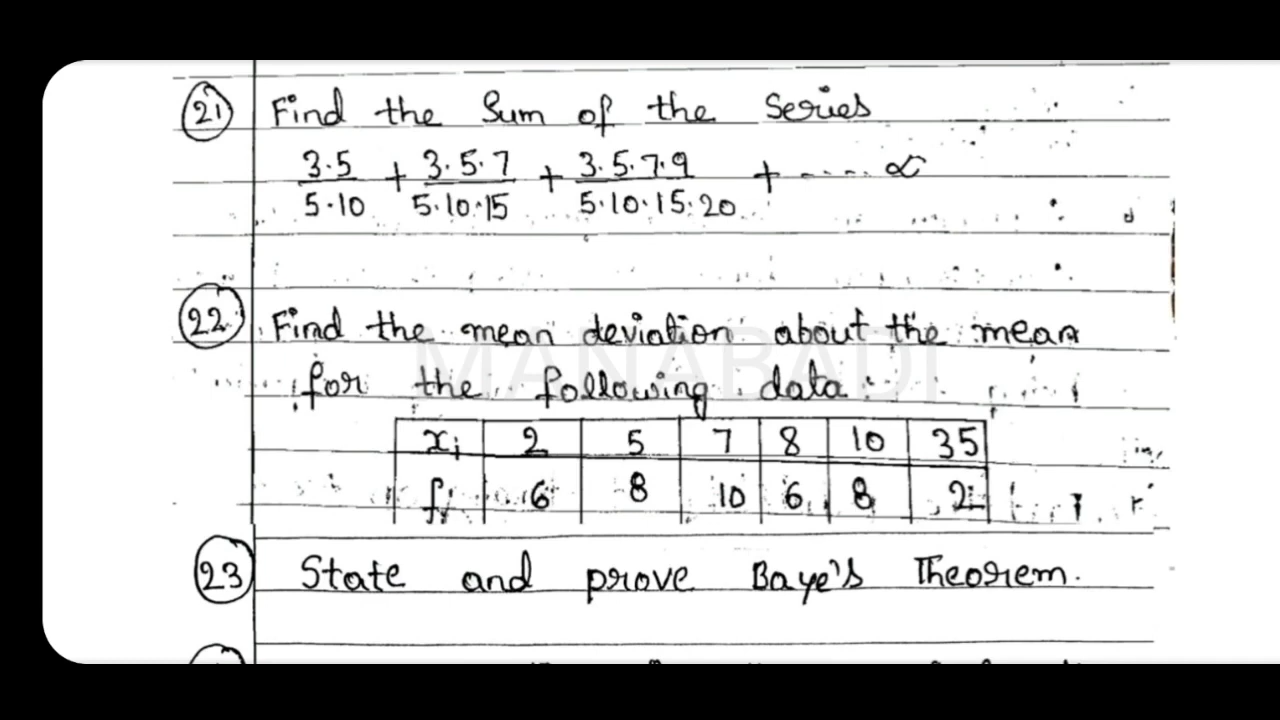 21 Find the Sum of the Series
3·5/5·10 + 3·5·7/5·10·15 + 3·5·7·9/5·10·15·20 + ..... ∝
22 Find the mean deviation about the mean
for the following data:
xi 2 5 7 8 10 35
fi 6 8 10 6 8 2
23 State and prove Baye's Theorem.
MANABADI